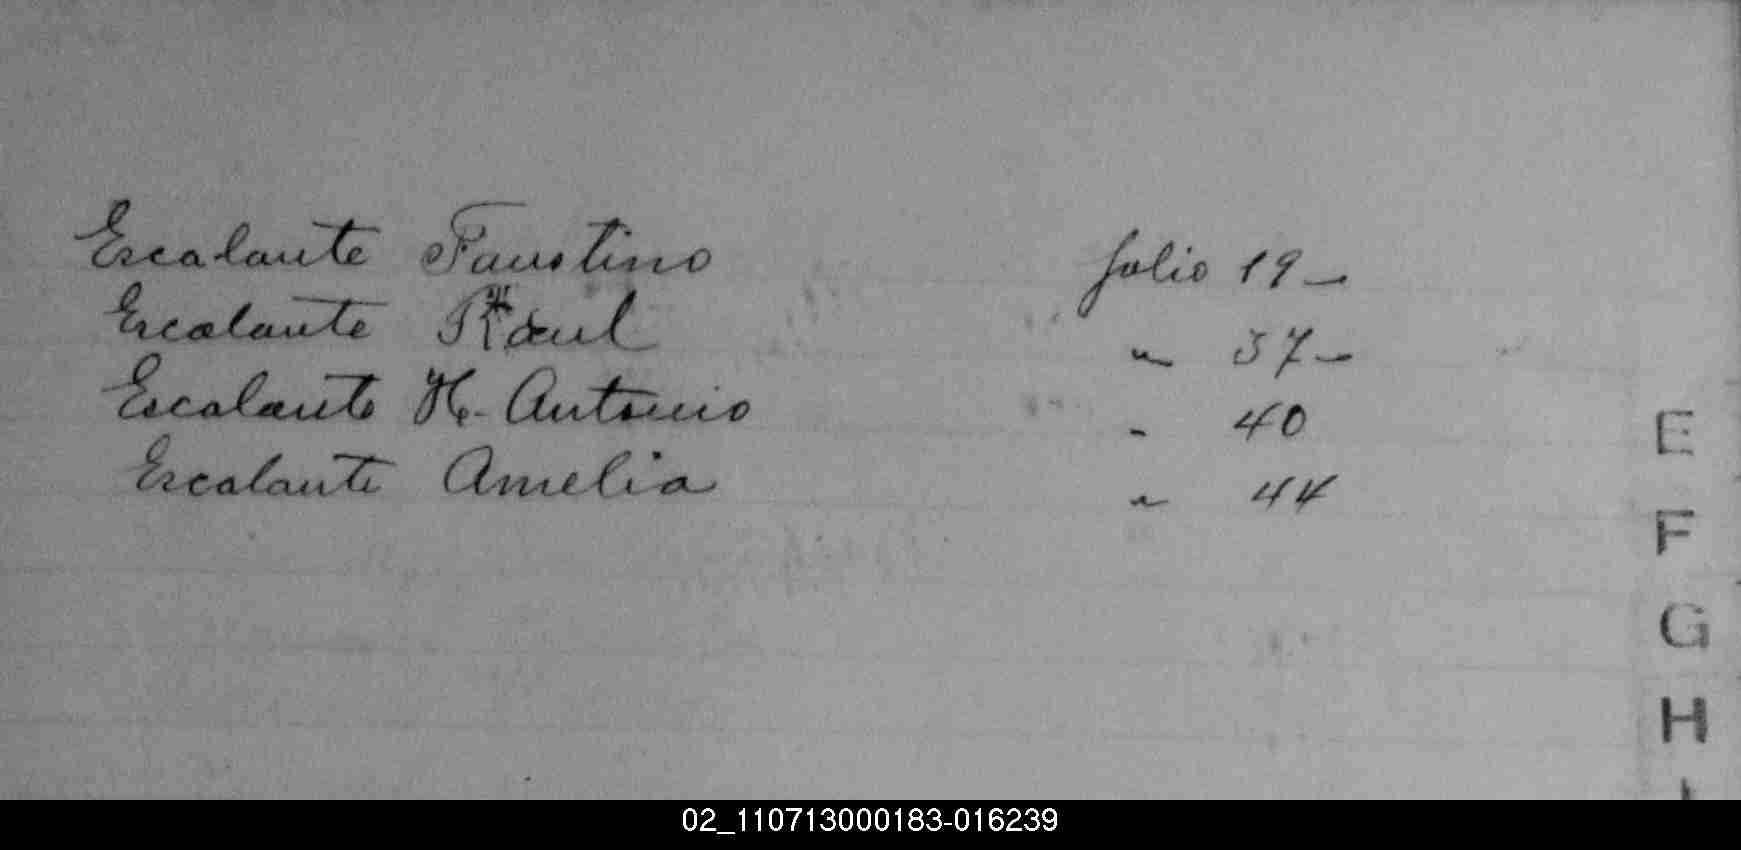 Escalante Faustino folio 19 -
Escalante Raul " 37 -
Escalante H. Antonio " 40
Escalante Amelia " 44
E
F
G
H
02_110713000183-016239